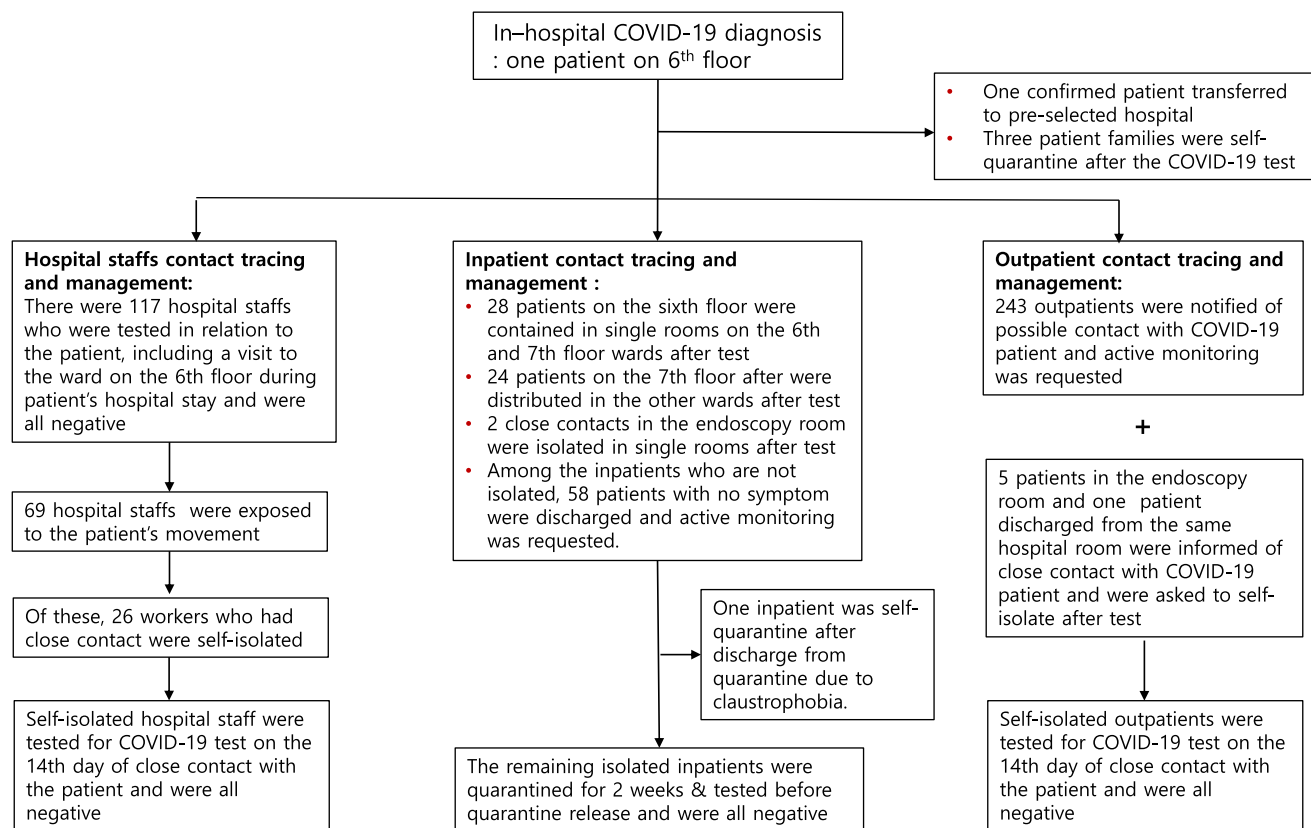 In–hospital COVID-19 diagnosis
: one patient on 6th floor
• One confirmed patient transferred
to pre-selected hospital
• Three patient families were self-
quarantine after the COVID-19 test
Hospital staffs contact tracing
and management:
There were 117 hospital staffs
who were tested in relation to
the patient, including a visit to
the ward on the 6th floor during
patient's hospital stay and were
all negative
69 hospital staffs were exposed
to the patient's movement
Of these, 26 workers who had
close contact were self-isolated
Self-isolated hospital staff were
tested for COVID-19 test on the
14th day of close contact with
the patient and were all
negative
Inpatient contact tracing and
management :
• 28 patients on the sixth floor were
contained in single rooms on the 6th
and 7th floor wards after test
• 24 patients on the 7th floor after were
distributed in the other wards after test
• 2 close contacts in the endoscopy room
were isolated in single rooms after test
• Among the inpatients who are not
isolated, 58 patients with no symptom
were discharged and active monitoring
was requested.
One inpatient was self-
quarantine after
discharge from
quarantine due to
claustrophobia.
The remaining isolated inpatients were
quarantined for 2 weeks & tested before
quarantine release and were all negative
Outpatient contact tracing and
management:
243 outpatients were notified of
possible contact with COVID-19
patient and active monitoring
was requested
+
5 patients in the endoscopy
room and one patient
discharged from the same
hospital room were informed of
close contact with COVID-19
patient and were asked to self-
isolate after test
Self-isolated outpatients were
tested for COVID-19 test on the
14th day of close contact with
the patient and were all
negative